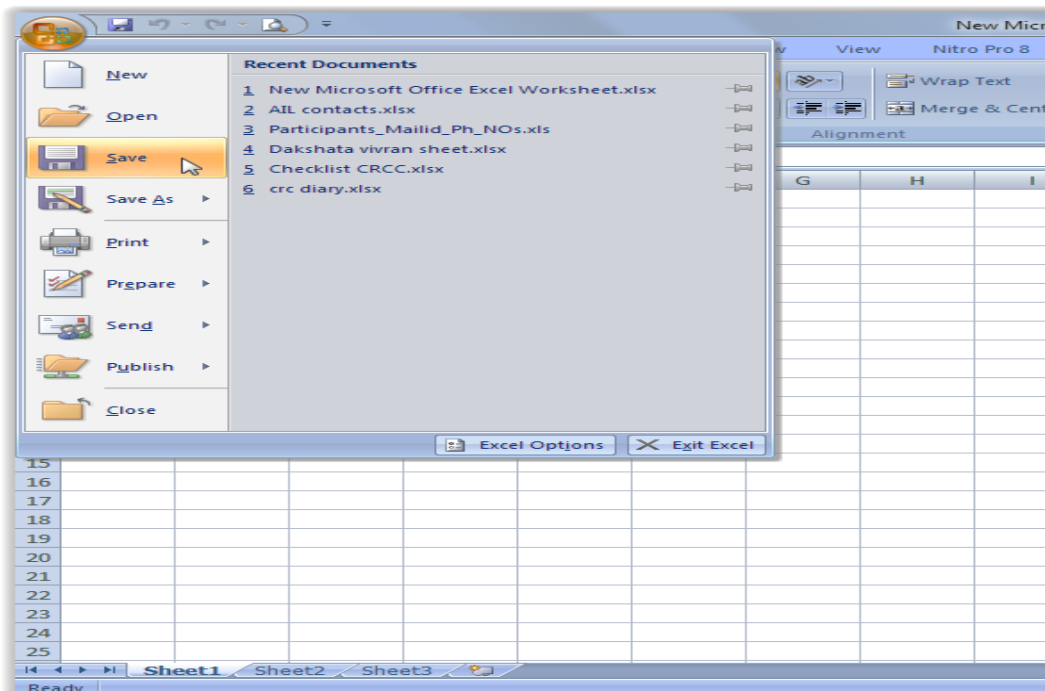 New Micr
View Nitro Pro 8
New
Open
Save
Save As
Print
Prepare
Send
Publish
Close
Recent Documents
1 New Microsoft Office Excel Worksheet.xlsx
2 AIL contacts.xlsx
3 Participants_Mailid_Ph_NOs.xls
4 Dakshata vivran sheet.xlsx
5 Checklist CRCC.xlsx
6 crc diary.xlsx
Excel Options Exit Excel
Wrap Text
Merge & Cent
Alignment
G H I
15
16
17
18
19
20
21
22
23
24
25
Sheet1 Sheet2 Sheet3
Ready